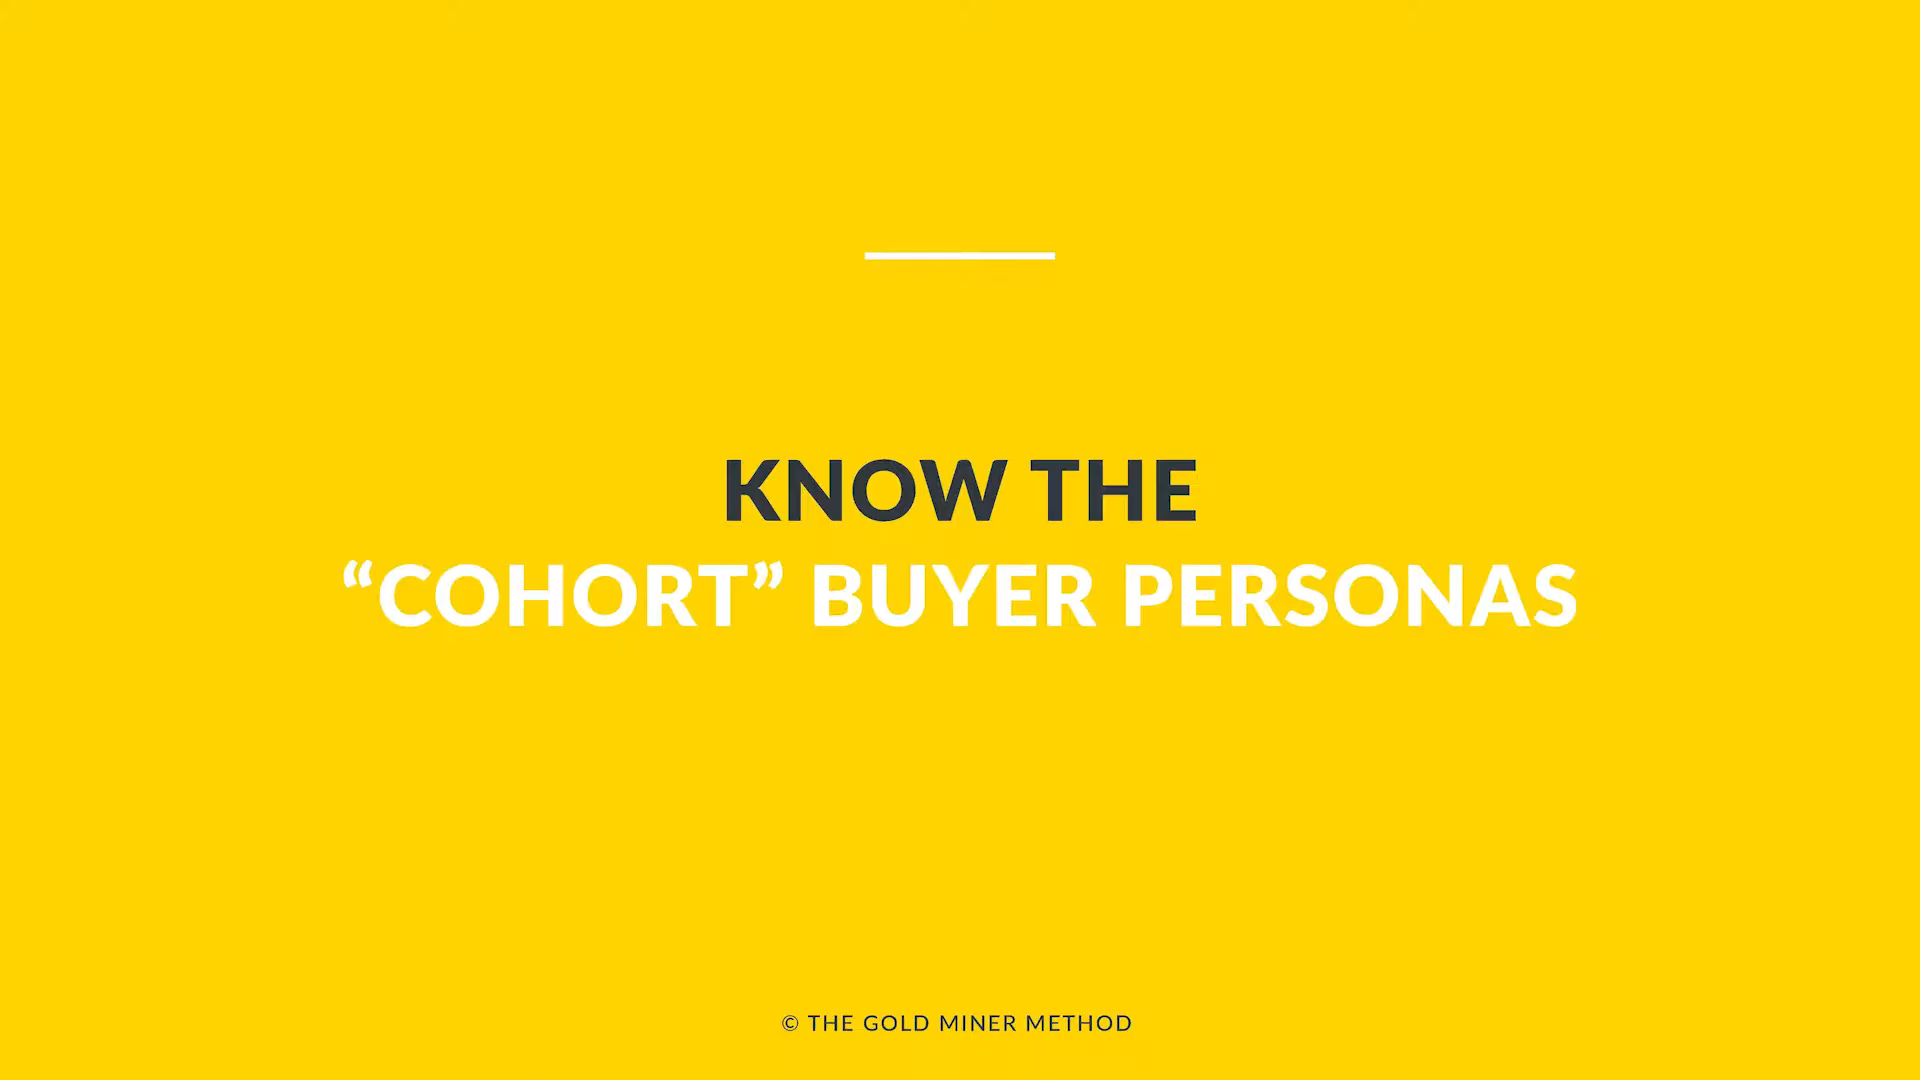 KNOW THE
“COHORT” BUYER PERSONAS
© THE GOLD MINER METHOD